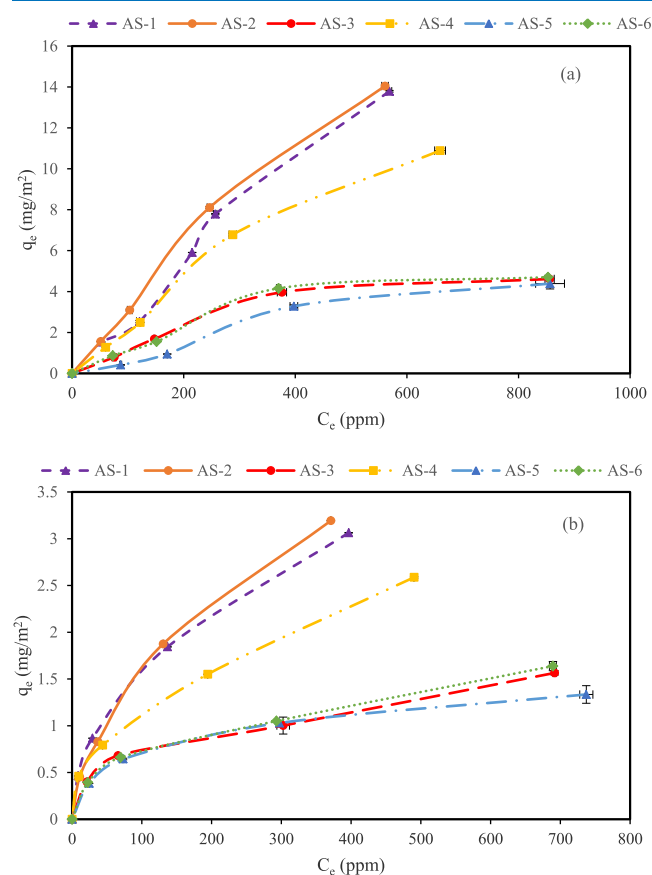 AS-1 AS-2 AS-3 AS-4 AS-5 AS-6
16
(a)
14
12
10
8
6
4
2
0
qe (mg/m²)
0 200 400 600 800 1000
Ce (ppm)
AS-1 AS-2 AS-3 AS-4 AS-5 AS-6
3.5
(b)
3
2.5
2
1.5
1
0.5
0
qe (mg/m²)
0 100 200 300 400 500 600 700 800
Ce (ppm)